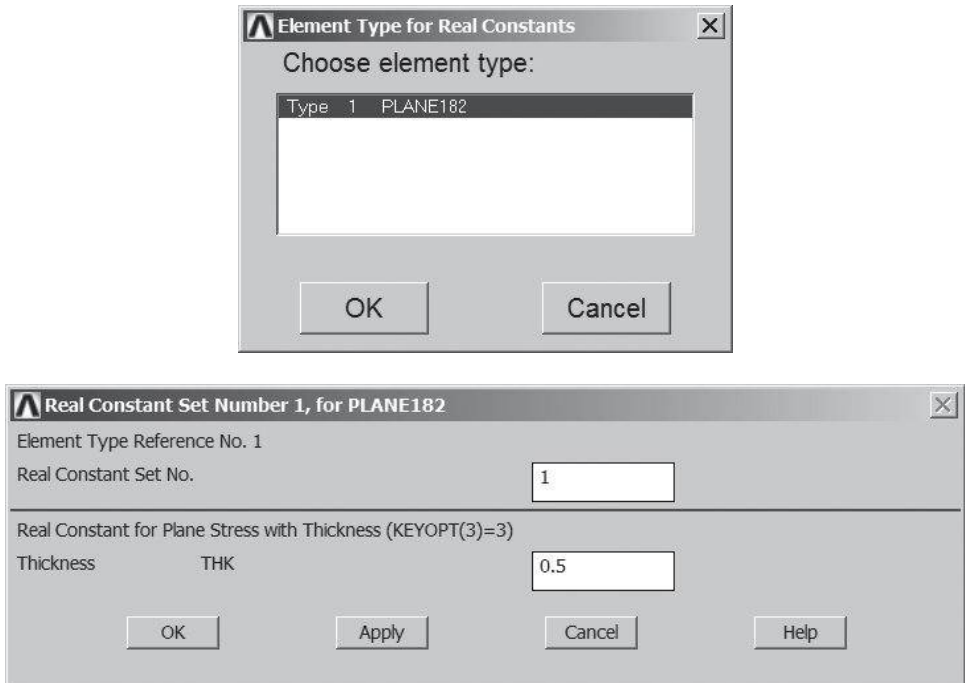 Element Type for Real Constants
Choose element type:
Type 1 PLANE182
OK Cancel
Real Constant Set Number 1, for PLANE182
Element Type Reference No. 1
Real Constant Set No. 1
Real Constant for Plane Stress with Thickness (KEYOPT(3)=3)
Thickness THK 0.5
OK Apply Cancel Help